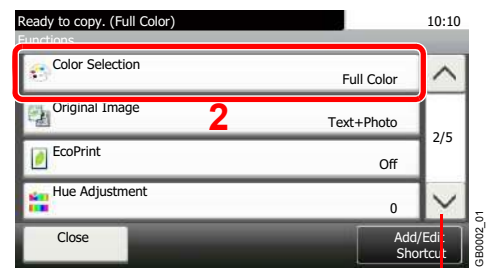 Ready to copy. (Full Color) 10:10
Functions
Color Selection
Full Color
Original Image
2
Text+Photo
2/5
EcoPrint
Off
Hue Adjustment
0
Close
Add/Edit
Shortcut
GB0002_01